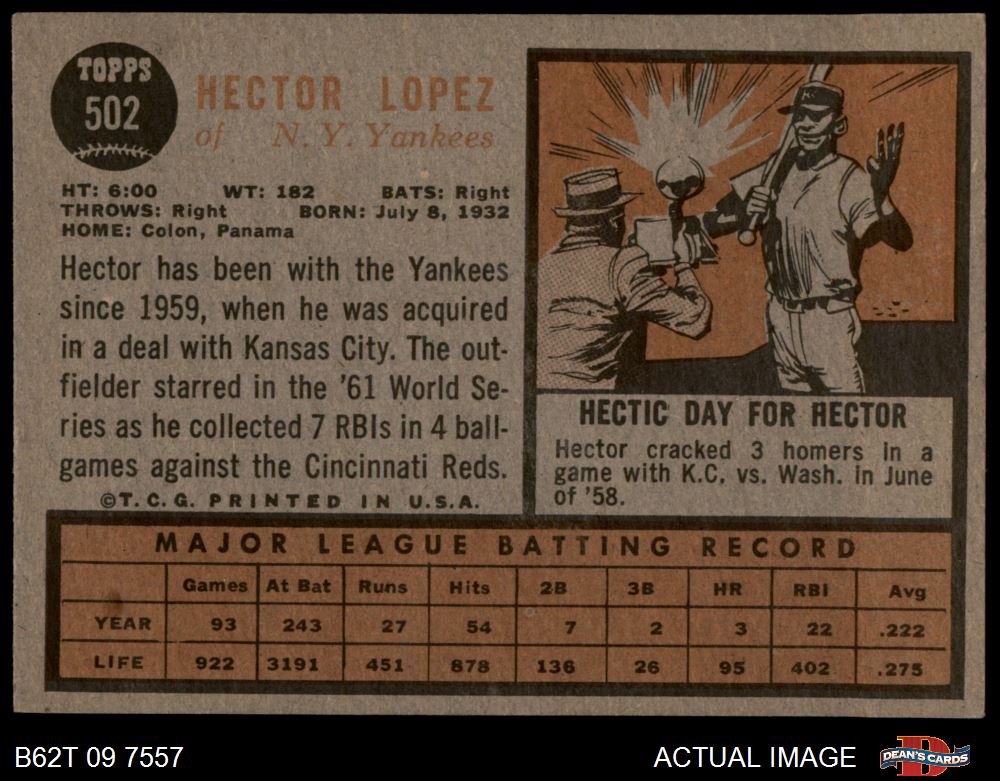 TOPPS
502
HECTOR LOPEZ
of N. Y. Yankees
HT: 6:00 WT: 182 BATS: Right
THROWS: Right BORN: July 8, 1932
HOME: Colon, Panama
Hector has been with the Yankees
since 1959, when he was acquired
in a deal with Kansas City. The out-
fielder starred in the '61 World Se-
ries as he collected 7 RBIs in 4 ball-
games against the Cincinnati Reds.
©T.C.G. PRINTED IN U.S.A.
KC
HECTIC DAY FOR HECTOR
Hector cracked 3 homers in a
game with K.C. vs. Wash. in June
of '58.
MAJOR LEAGUE BATTING RECORD
Games At Bat Runs Hits 2B 3B HR RBI Avg
YEAR 93 243 27 54 7 2 3 22 .222
LIFE 922 3191 451 878 136 26 95 402 .275
B62T 09 7557
ACTUAL IMAGE
DEAN'S CARDS